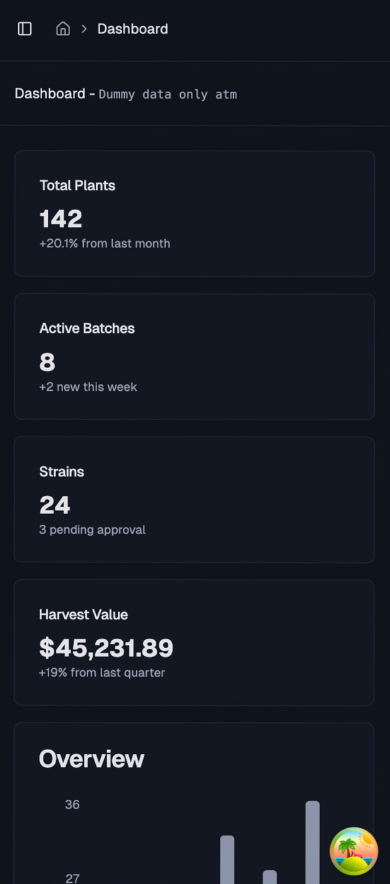 Dashboard
Dashboard - Dummy data only atm
Total Plants
142
+20.1% from last month
Active Batches
8
+2 new this week
Strains
24
3 pending approval
Harvest Value
$45,231.89
+19% from last quarter
Overview
36
27